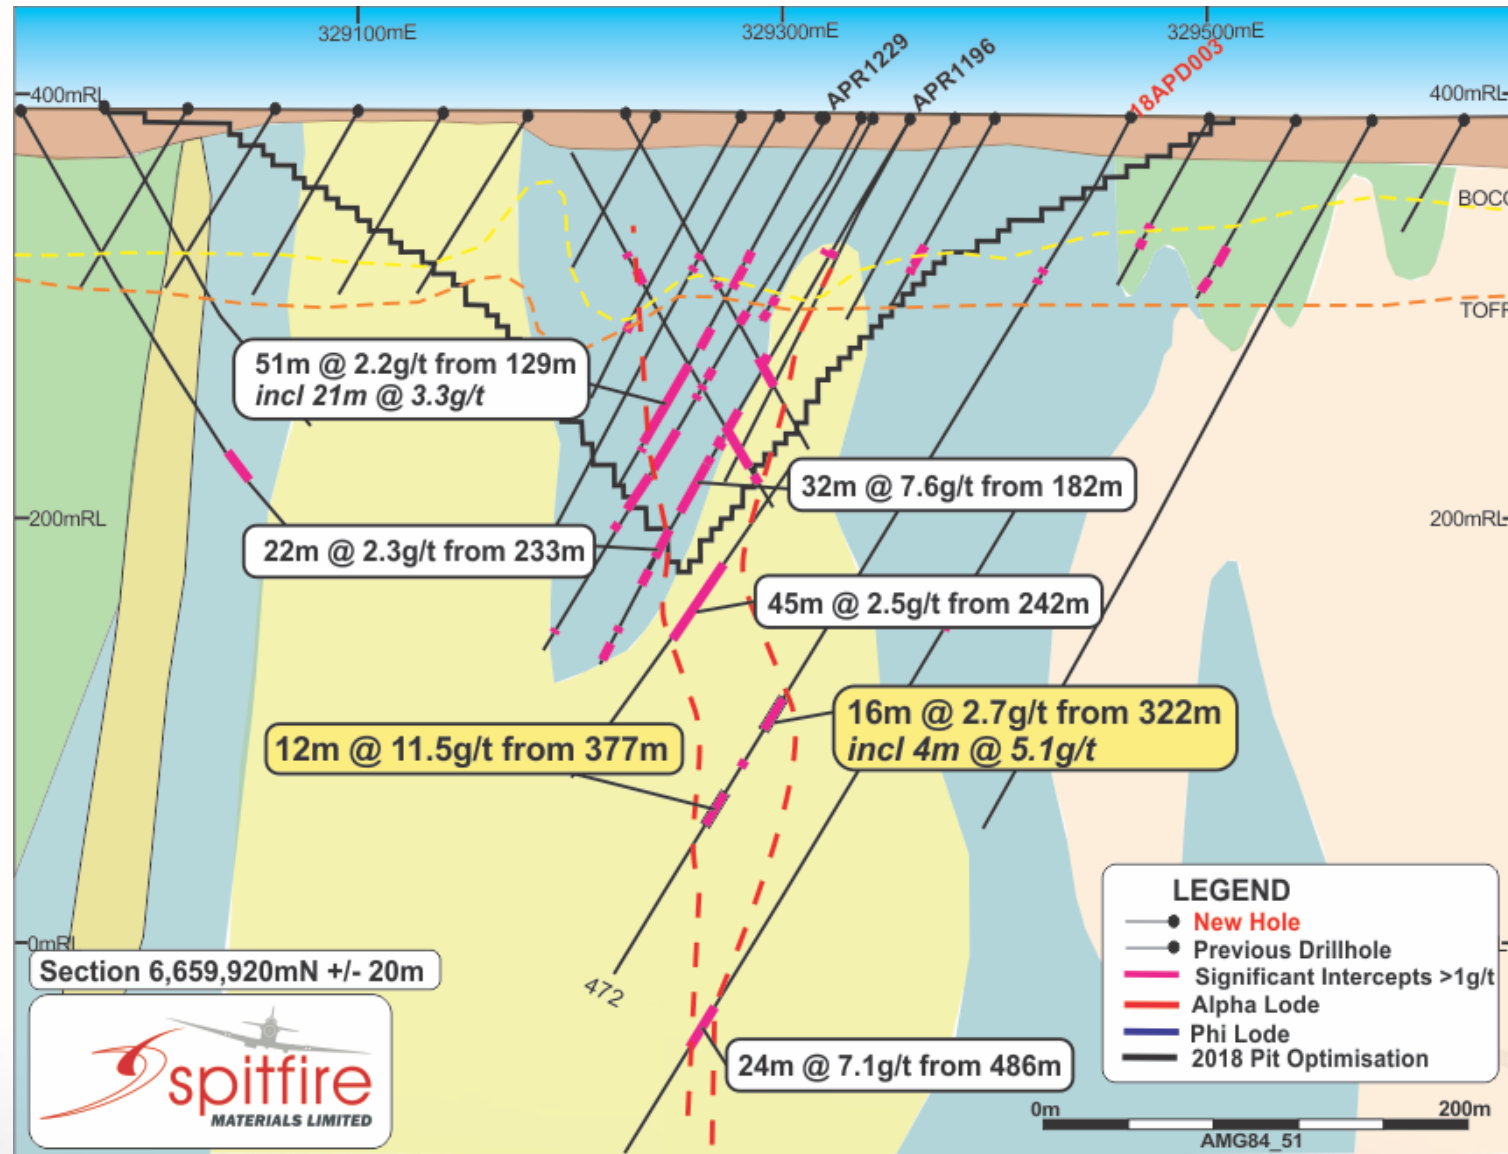 329100mE
329300mE
329500mE
APR1229
APR1196
18APD003
400mRL
400mRL
BOCO
TOFR
51m @ 2.2g/t from 129m
incl 21m @ 3.3g/t
32m @ 7.6g/t from 182m
200mRL
200mRL
22m @ 2.3g/t from 233m
45m @ 2.5g/t from 242m
16m @ 2.7g/t from 322m
incl 4m @ 5.1g/t
12m @ 11.5g/t from 377m
0mRL
Section 6,659,920mN +/- 20m
472
24m @ 7.1g/t from 486m
spitfire
MATERIALS LIMITED
LEGEND
New Hole
Previous Drillhole
Significant Intercepts >1g/t
Alpha Lode
Phi Lode
2018 Pit Optimisation
0m
200m
AMG84_51